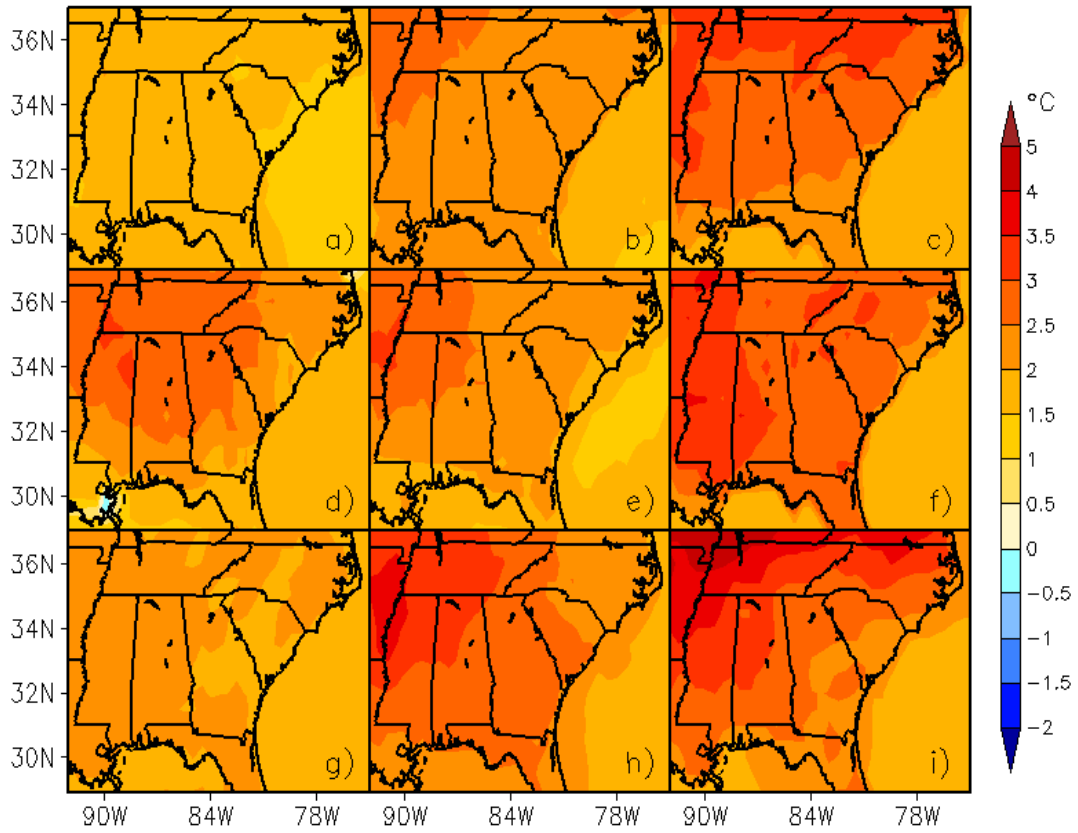 36N
34N
32N
30N
a)
b)
c)
°C
5
4
3.5
3
2.5
2
1.5
1
0.5
0
−0.5
−1
−1.5
−2
36N
34N
32N
30N
d)
e)
f)
36N
34N
32N
30N
g)
h)
i)
90W 84W 78W 90W 84W 78W 90W 84W 78W